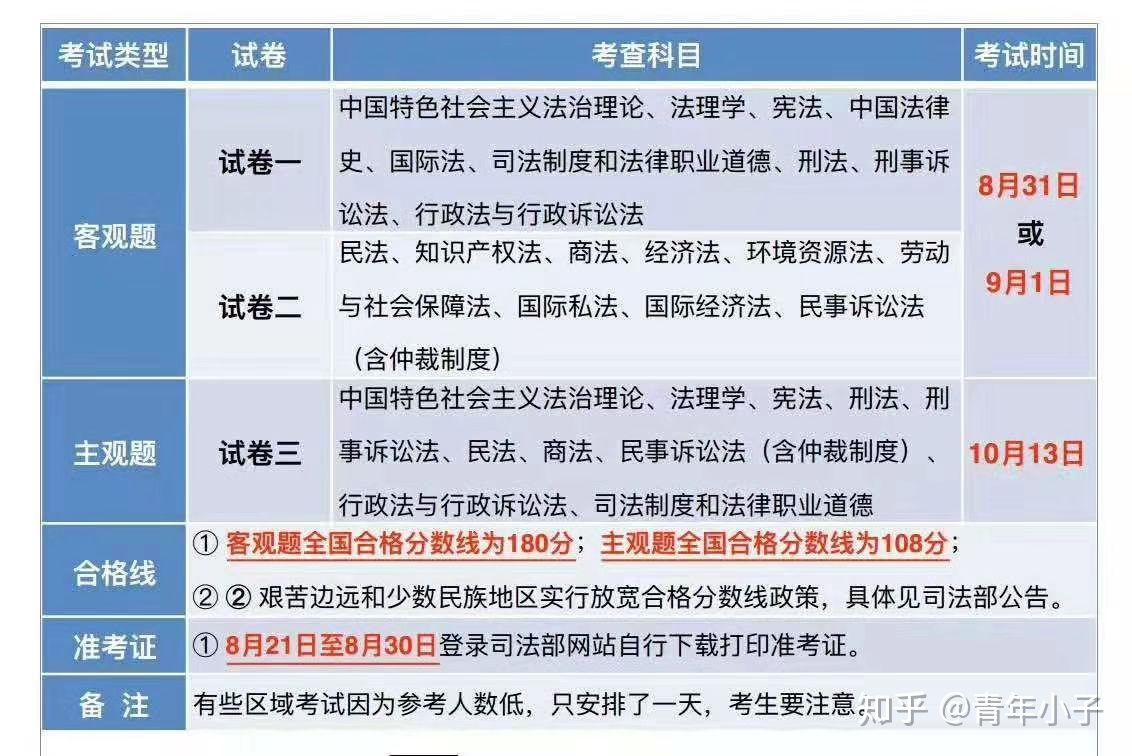 考试类型 试卷 考查科目 考试时间
客观题
试卷一
中国特色社会主义法治理论、法理学、宪法、中国法律
史、国际法、司法制度和法律职业道德、刑法、刑事诉
讼法、行政法与行政诉讼法
8月31日
或
9月1日
试卷二
民法、知识产权法、商法、经济法、环境资源法、劳动
与社会保障法、国际私法、国际经济法、民事诉讼法
（含仲裁制度）
主观题
试卷三
中国特色社会主义法治理论、法理学、宪法、刑法、刑
事诉讼法、民法、商法、民事诉讼法（含仲裁制度）、
行政法与行政诉讼法、司法制度和法律职业道德
10月13日
合格线
① 客观题全国合格分数线为180分；主观题全国合格分数线为108分；
② ② 艰苦边远和少数民族地区实行放宽合格分数线政策，具体见司法部公告。
准考证
① 8月21日至8月30日登录司法部网站自行下载打印准考证。
备 注
有些区域考试因为参考人数低，只安排了一天，考生要注意。
知乎 @青年小子